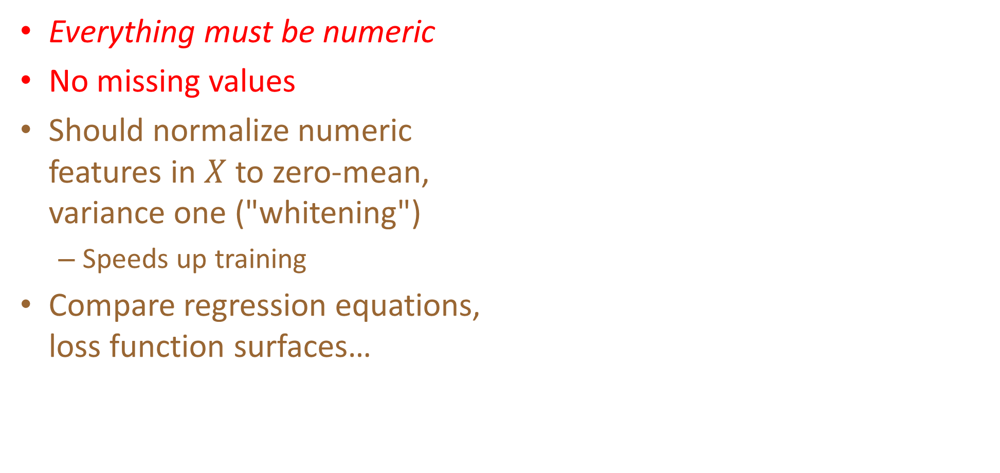 • Everything must be numeric
• No missing values
• Should normalize numeric
features in X to zero-mean,
variance one ("whitening")
– Speeds up training
• Compare regression equations,
loss function surfaces…